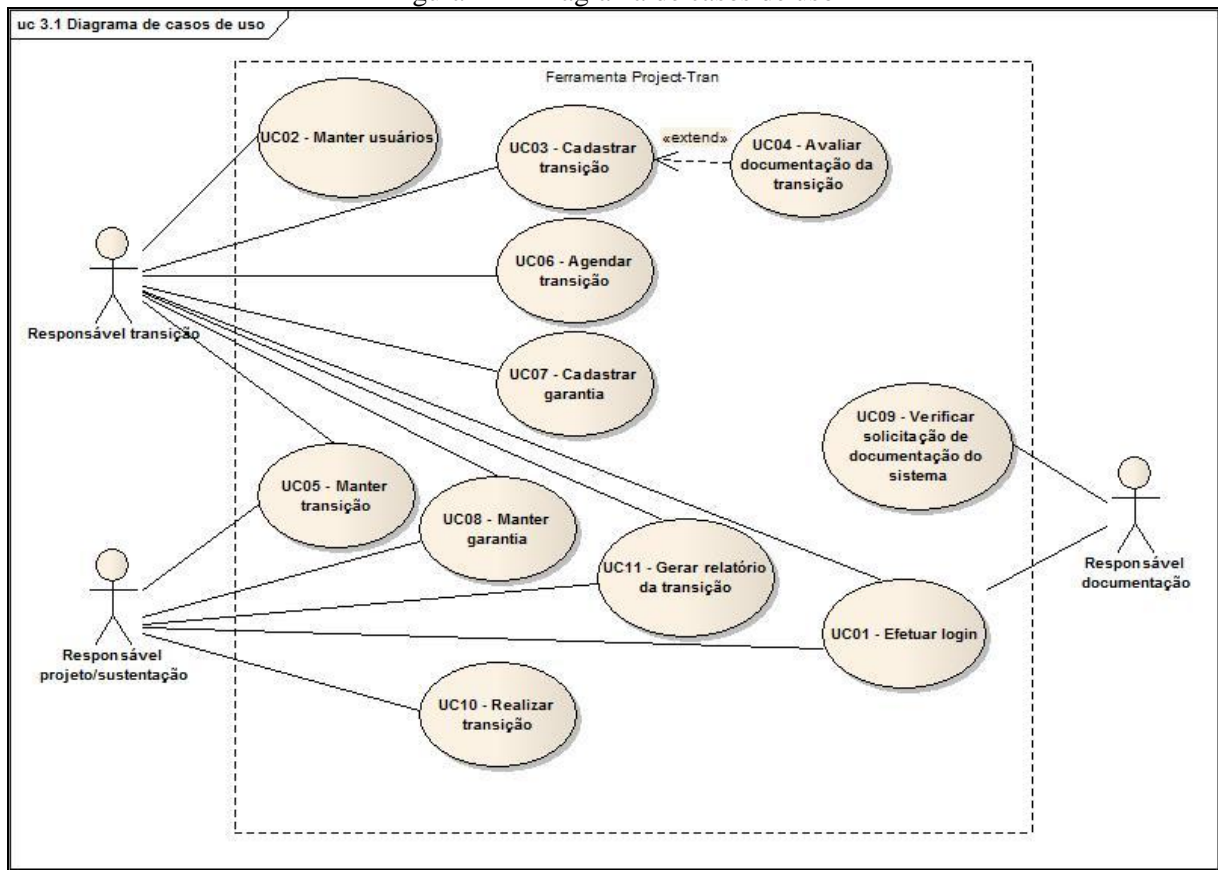 uc 3.1 Diagrama de casos de uso
Ferramenta Project-Tran
UC02 - Manter usuários
UC03 - Cadastrar
transição
«extend»
UC04 - Avaliar
documentação da
transição
UC06 - Agendar
transição
Responsável transição
UC07 - Cadastrar
garantia
UC09 - Verificar
solicitação de
documentação do
sistema
UC05 - Manter
transição
UC08 - Manter
garantia
UC11 - Gerar relatório
da transição
Responsável
documentação
UC01 - Efetuar login
Responsável
projeto/sustentação
UC10 - Realizar
transição